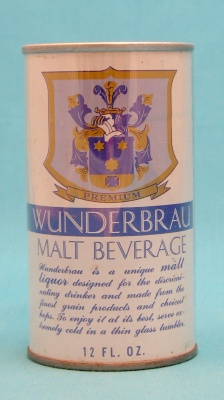 PREMIUM
WUNDERBRAU
MALT BEVERAGE
Wunderbrau is a unique malt
liquor designed for the discrimi-
nating drinker and made from the
finest grain products and choicest
hops. To enjoy it at its best, serve ex-
tremely cold in a thin glass tumbler.
12 FL. OZ.